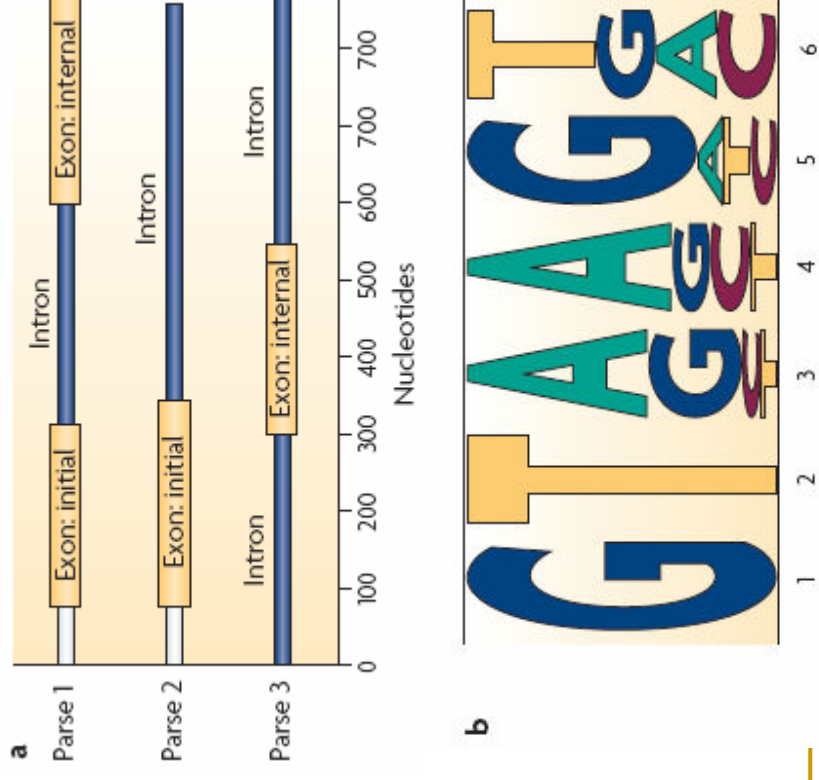 a
Parse 1
Exon: initial
Intron
Exon: internal
Parse 2
Exon: initial
Intron
Parse 3
Intron
Exon: internal
Intron
0 100 200 300 400 500 600 700 700
Nucleotides
b
G T A A G T
G G A G
C C T A
T T C C
1 2 3 4 5 6